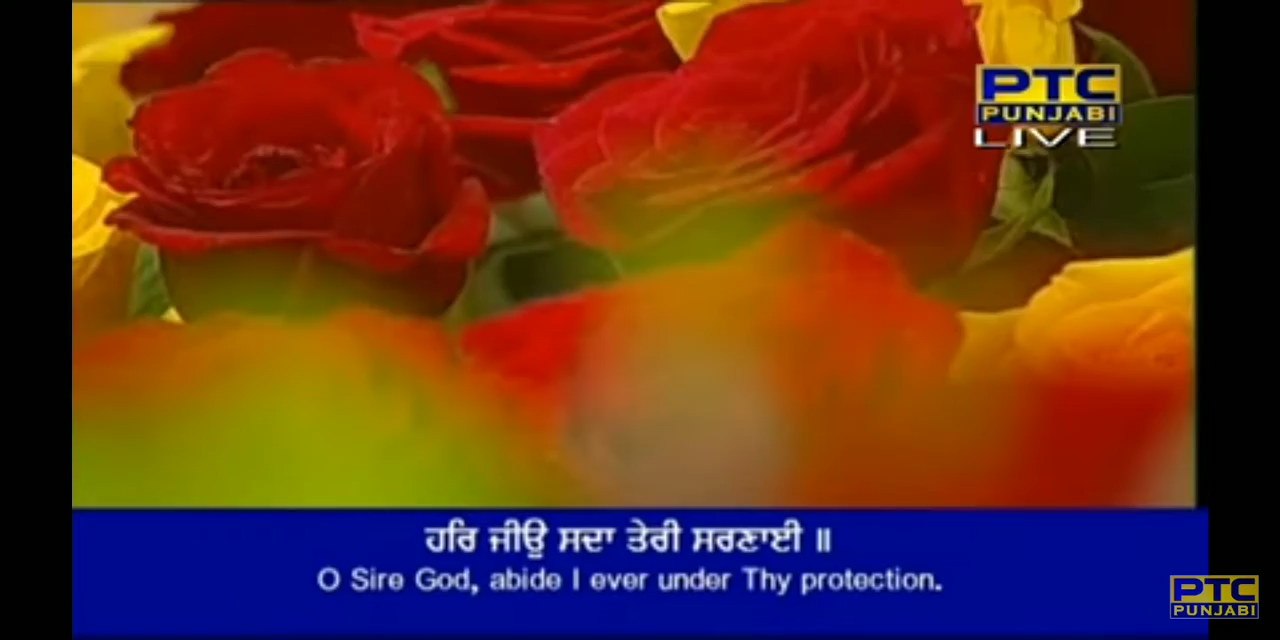 PTC
PUNJABI
LIVE
ਹਰਿ ਜੀਉ ਸਦਾ ਤੇਰੀ ਸਰਣਾਈ ॥
O Sire God, abide I ever under Thy protection.
PTC
PUNJABI